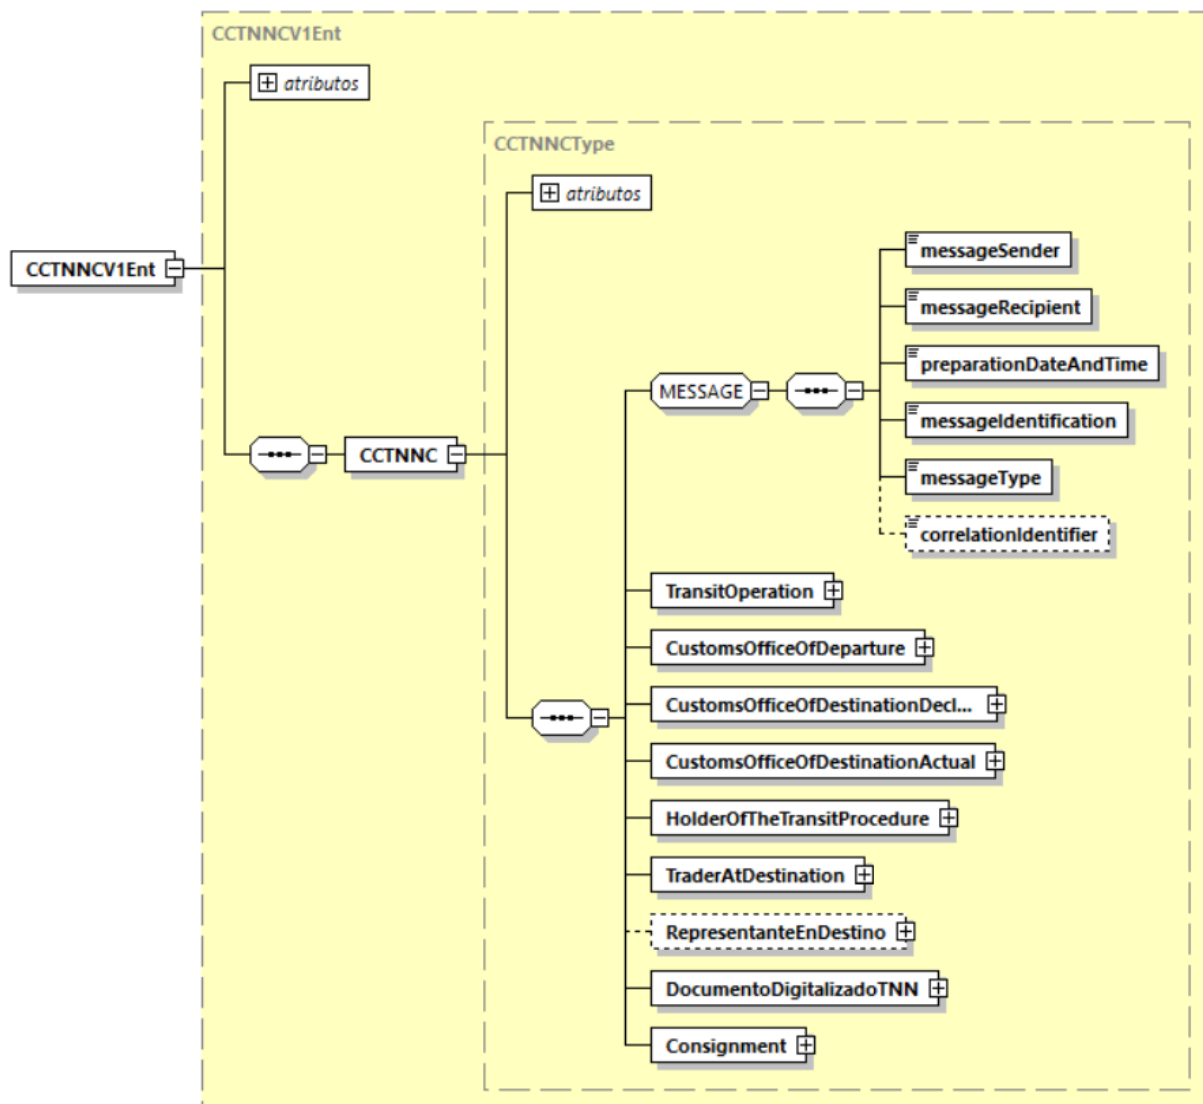 CCTNNCV1Ent
atributos
CCTNNCType
atributos
CCTNNCV1Ent
messageSender
messageRecipient
preparationDateAndTime
MESSAGE
messageIdentification
CCTNNC
messageType
correlationIdentifier
TransitOperation
CustomsOfficeOfDeparture
CustomsOfficeOfDestinationDecl...
CustomsOfficeOfDestinationActual
HolderOfTheTransitProcedure
TraderAtDestination
RepresentanteEnDestino
DocumentoDigitalizadoTNN
Consignment